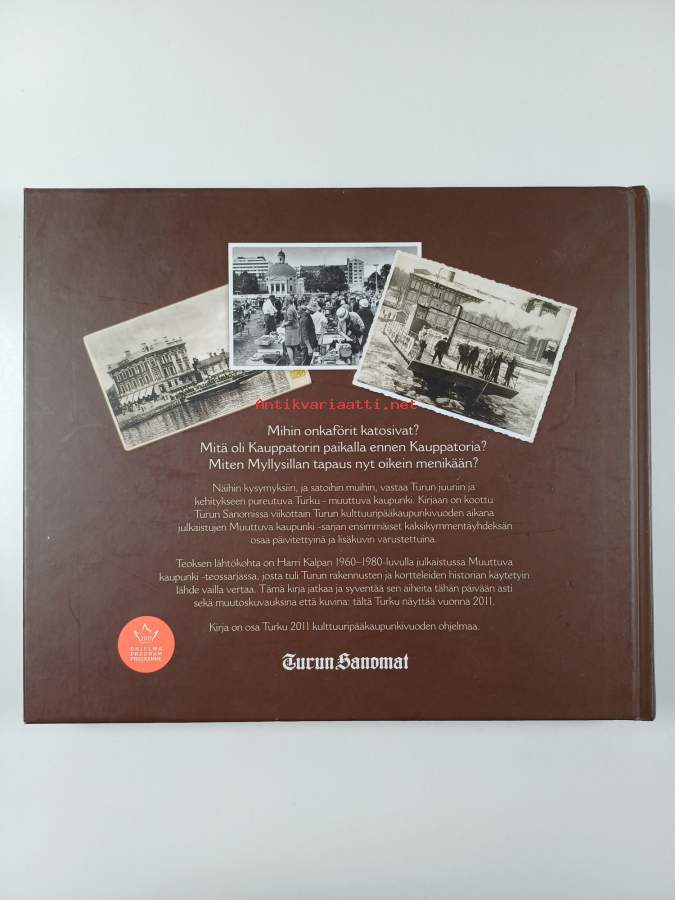 Antikvariaatti.net
Mihin onkaförit katosivat?
Mitä oli Kauppatorin paikalla ennen Kauppatoria?
Miten Myllysillan tapaus nyt oikein menikään?
Näihin kysymyksiin, ja satoihin muihin, vastaa Turun juuriin ja
kehitykseen pureutuva Turku - muuttuva kaupunki. Kirjaan on koottu
Turun Sanomissa viikottain Turun kulttuuripääkaupunkivuoden aikana
julkaistujen Muuttuva kaupunki -sarjan ensimmäiset kaksikymmentäyhdeksän
osaa päivitettyinä ja lisäkuvin varustettuina.
Teoksen lähtökohta on Harri Kalpan 1960–1980-luvulla julkaistussa Muuttuva
kaupunki -teossarjassa, josta tuli Turun rakennusten ja kortteleiden historian käytetyin
lähde vailla vertaa. Tämä kirja jatkaa ja syventää sen aiheita tähän päivään asti
sekä muutoskuvauksina että kuvina: tältä Turku näyttää vuonna 2011.
Kirja on osa Turku 2011 kulttuuripääkaupunkivuoden ohjelmaa.
2011
OHJELMA
PROGRAM
PROGRAMME
Turun Sanomat